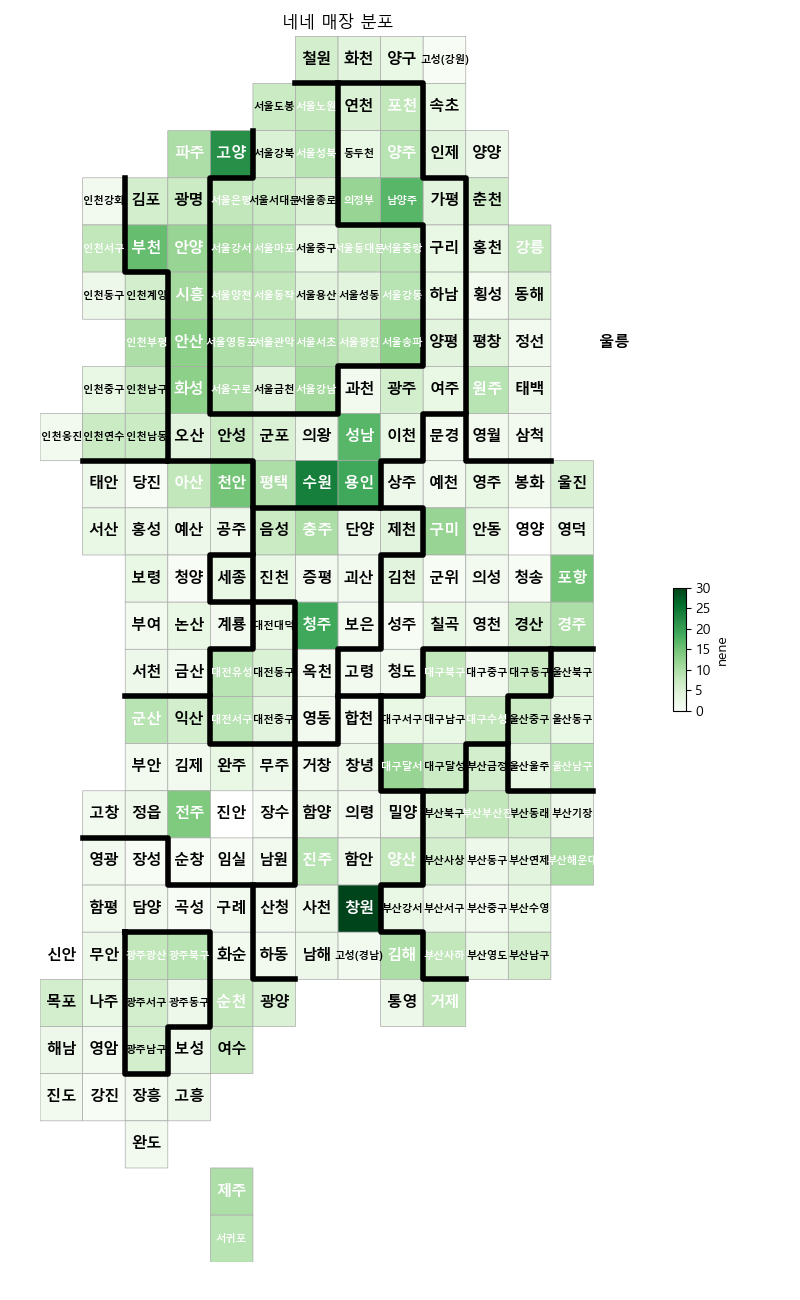 네네 매장 분포
철원 화천 양구 고성(강원)
서울도봉 서울노원 연천 포천 속초
파주 고양 서울강북 서울성북 동두천 양주 인제 양양
인천강화 김포 광명 서울은평 서울서대문 서울종로 의정부 남양주 가평 춘천
인천서구 부천 안양 서울강서 서울마포 서울중구 서울동대문 서울중랑 구리 홍천 강릉
인천동구 인천계양 시흥 서울양천 서울동작 서울용산 서울성동 서울강동 하남 횡성 동해
인천부평 안산 서울영등포 서울관악 서울서초 서울광진 서울송파 양평 평창 정선 울릉
인천중구 인천남구 화성 서울구로 서울금천 서울강남 과천 광주 여주 원주 태백
인천옹진 인천연수 인천남동 오산 안성 군포 의왕 성남 이천 문경 영월 삼척
태안 당진 아산 천안 평택 수원 용인 상주 예천 영주 봉화 울진
서산 홍성 예산 공주 음성 충주 단양 제천 구미 안동 영양 영덕
보령 청양 세종 진천 증평 괴산 김천 군위 의성 청송 포항
부여 논산 계룡 대전대덕 청주 보은 성주 칠곡 영천 경산 경주
서천 금산 대전유성 대전동구 옥천 고령 청도 대구북구 대구중구 대구동구 울산북구
군산 익산 대전서구 대전중구 영동 합천 대구서구 대구남구 대구수성 울산중구 울산동구
부안 김제 완주 무주 거창 창녕 대구달서 대구달성 부산금정 울산울주 울산남구
고창 정읍 전주 진안 장수 함양 의령 밀양 부산북구 부산부산진 부산동래 부산기장
영광 장성 순창 임실 남원 진주 함안 양산 부산사상 부산동구 부산연제 부산해운대
함평 담양 곡성 구례 산청 사천 창원 부산강서 부산서구 부산중구 부산수영
신안 무안 광주광산 광주북구 화순 하동 남해 고성(경남) 김해 부산사하 부산영도 부산남구
목포 나주 광주서구 광주동구 순천 광양 통영 거제
해남 영암 광주남구 보성 여수
진도 강진 장흥 고흥
완도
제주
서귀포
30
25
20
15
10
5
0
nene